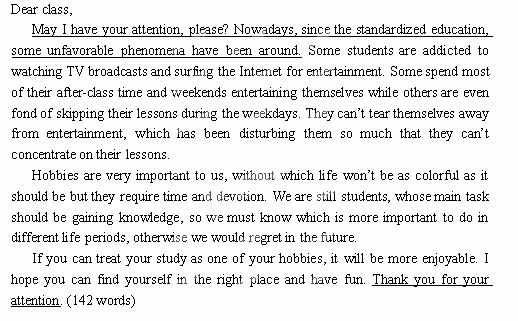 Dear class,
May I have your attention, please? Nowadays, since the standardized education,
some unfavorable phenomena have been around. Some students are addicted to
watching TV broadcasts and surfing the Internet for entertainment. Some spend most
of their after-class time and weekends entertaining themselves while others are even
fond of skipping their lessons during the weekdays. They can't tear themselves away
from entertainment, which has been disturbing them so much that they can't
concentrate on their lessons.
Hobbies are very important to us, without which life won't be as colorful as it
should be but they require time and devotion. We are still students, whose main task
should be gaining knowledge, so we must know which is more important to do in
different life periods, otherwise we would regret in the future.
If you can treat your study as one of your hobbies, it will be more enjoyable. I
hope you can find yourself in the right place and have fun. Thank you for your
attention. (142 words)